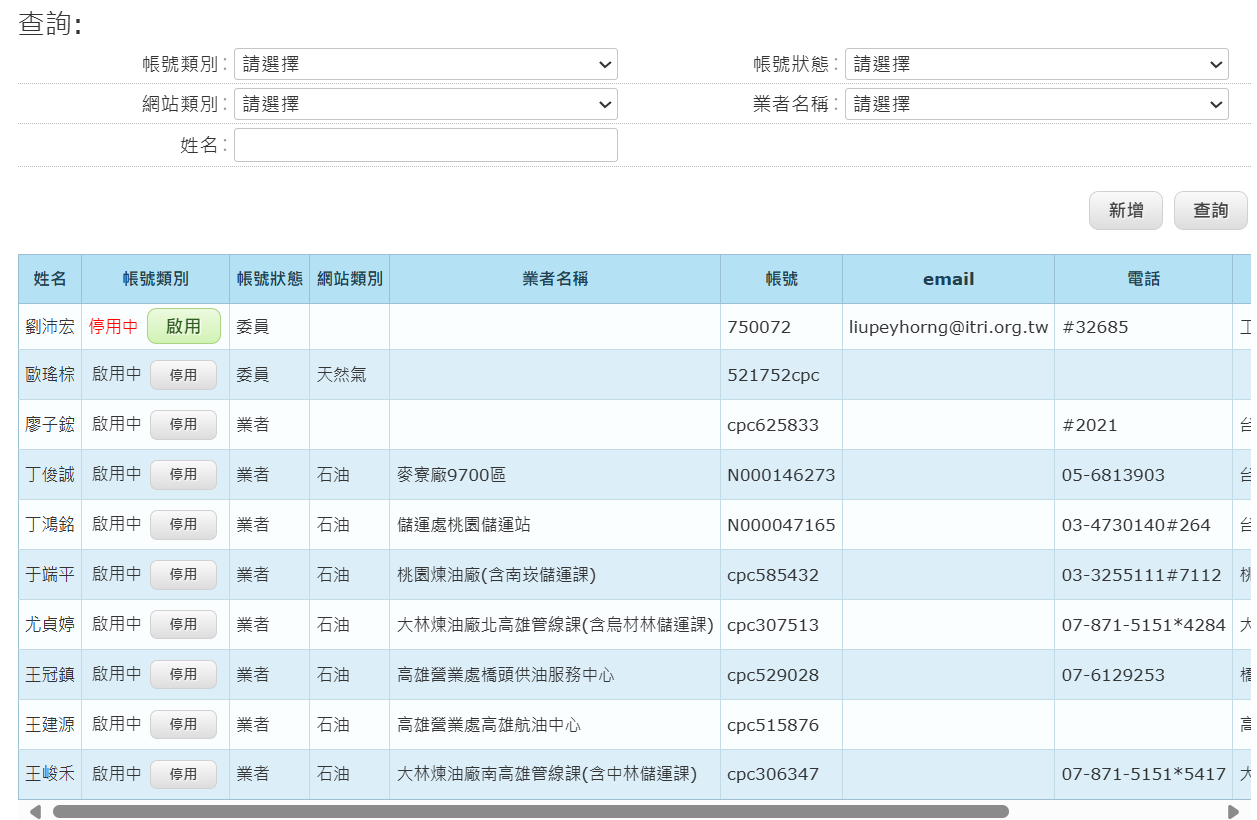 查詢:
帳號類別: 請選擇 帳號狀態: 請選擇
網站類別: 請選擇 業者名稱: 請選擇
姓名:
新增 查詢
姓名 帳號類別 帳號狀態 網站類別 業者名稱 帳號 email 電話
劉沛宏 停用中 啟用 委員 750072 liupeyhorng@itri.org.tw #32685 工
歐瑤棕 啟用中 停用 委員 天然氣 521752cpc
廖子鋐 啟用中 停用 業者 cpc625833 #2021 台
丁俊誠 啟用中 停用 業者 石油 麥寮廠9700區 N000146273 05-6813903 台
丁鴻銘 啟用中 停用 業者 石油 儲運處桃園儲運站 N000047165 03-4730140#264 台
于端平 啟用中 停用 業者 石油 桃園煉油廠(含南崁儲運課) cpc585432 03-3255111#7112 桃
尤貞婷 啟用中 停用 業者 石油 大林煉油廠北高雄管線課(含烏材林儲運課) cpc307513 07-871-5151*4284 大
王冠鎮 啟用中 停用 業者 石油 高雄營業處橋頭供油服務中心 cpc529028 07-6129253 橋
王建源 啟用中 停用 業者 石油 高雄營業處高雄航油中心 cpc515876 高
王峻禾 啟用中 停用 業者 石油 大林煉油廠南高雄管線課(含中林儲運課) cpc306347 07-871-5151*5417 大